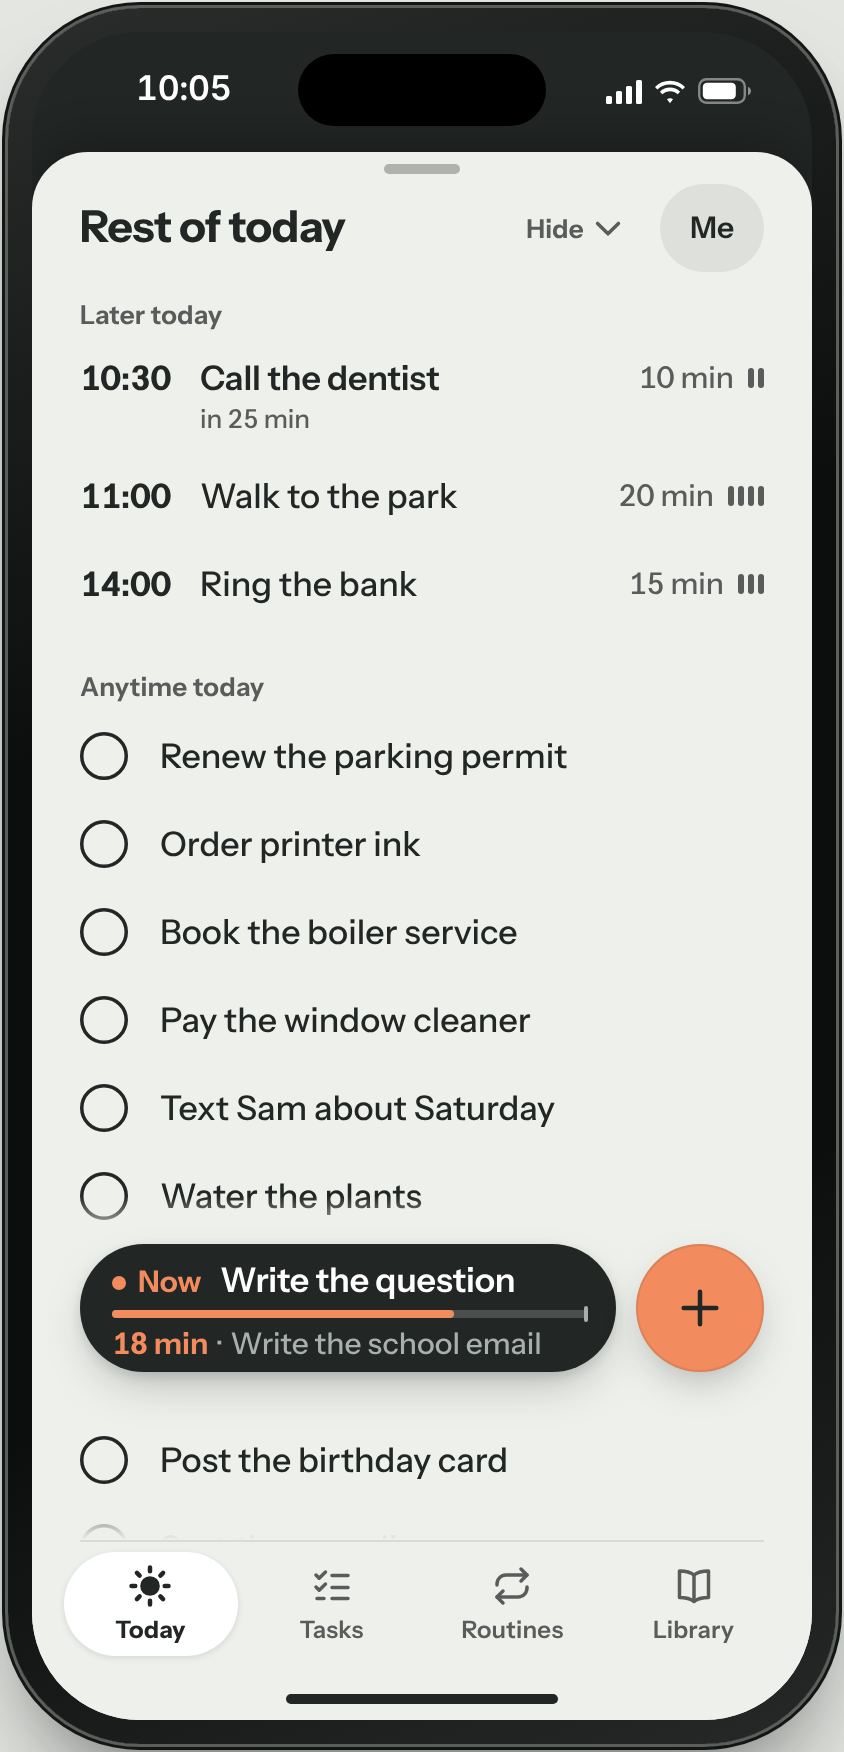 10:05
Rest of today
Hide
Me
Later today
10:30 Call the dentist 10 min
in 25 min
11:00 Walk to the park 20 min
14:00 Ring the bank 15 min
Anytime today
Renew the parking permit
Order printer ink
Book the boiler service
Pay the window cleaner
Text Sam about Saturday
Water the plants
Now Write the question
18 min · Write the school email
Post the birthday card
Today
Tasks
Routines
Library